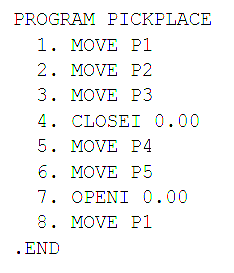 PROGRAM PICKPLACE
1. MOVE P1
2. MOVE P2
3. MOVE P3
4. CLOSEI 0.00
5. MOVE P4
6. MOVE P5
7. OPENI 0.00
8. MOVE P1
.END